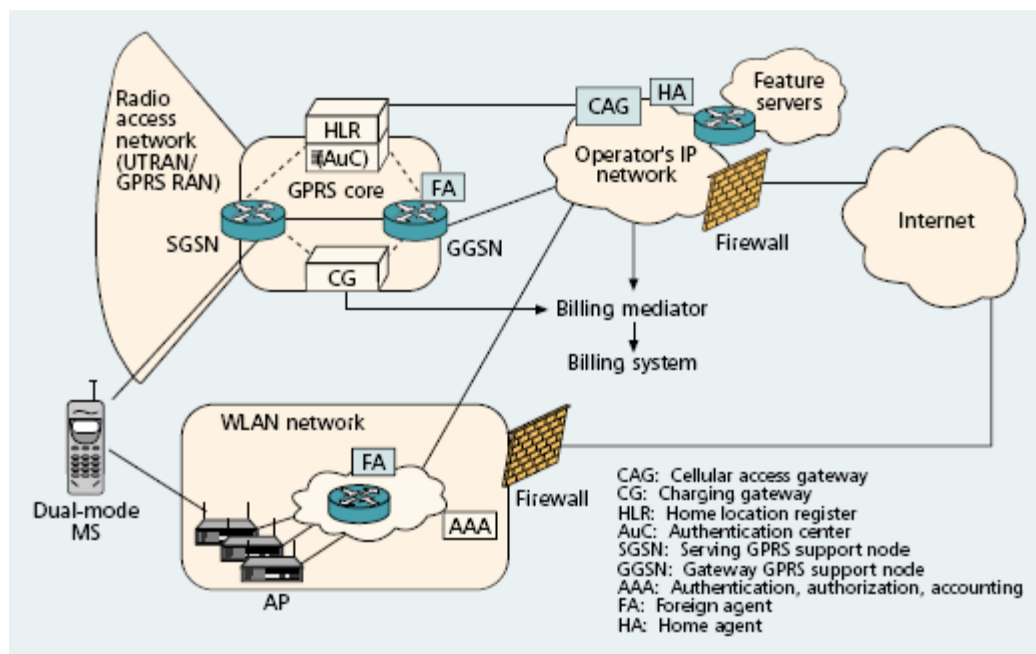 Radio
access
network
(UTRAN/
GPRS RAN)
HLR
(AuC)
GPRS core
FA
SGSN
GGSN
CG
CAG
HA
Feature
servers
Operator's IP
network
Firewall
Internet
Billing mediator
Billing system
WLAN network
FA
AAA
Firewall
Dual-mode
MS
AP
CAG: Cellular access gateway
CG: Charging gateway
HLR: Home location register
AuC: Authentication center
SGSN: Serving GPRS support node
GGSN: Gateway GPRS support node
AAA: Authentication, authorization, accounting
FA: Foreign agent
HA: Home agent